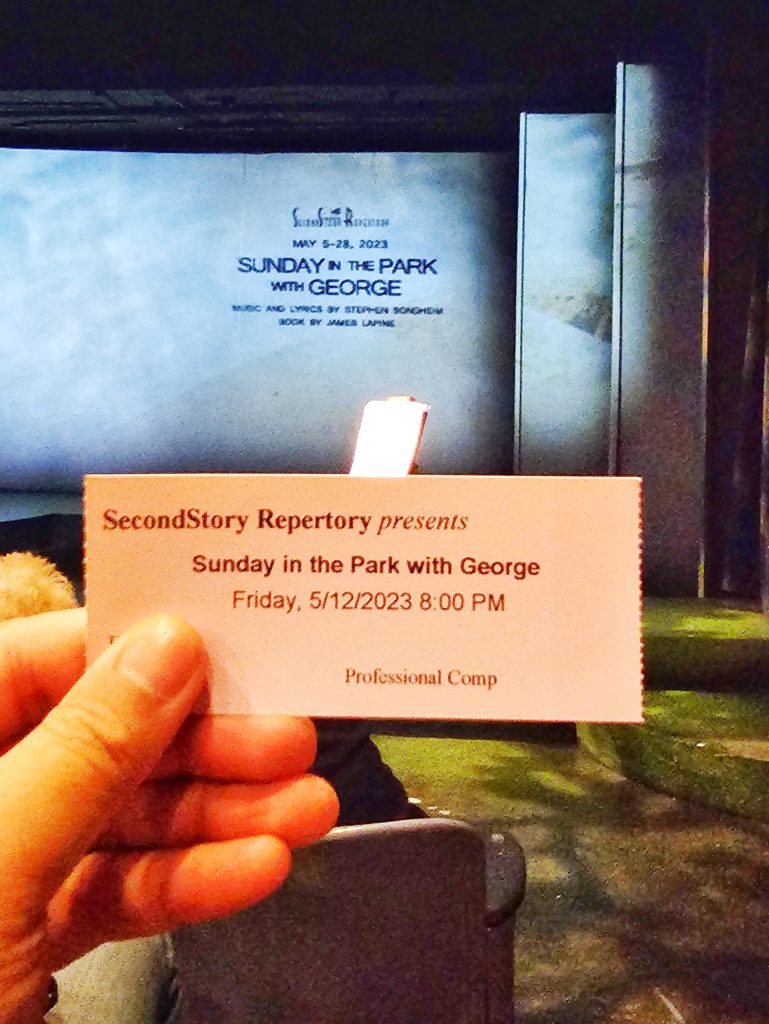 SecondStory Repertory
MAY 5-28, 2023
SUNDAY IN THE PARK
WITH GEORGE
MUSIC AND LYRICS BY STEPHEN SONDHEIM
BOOK BY JAMES LAPINE
SecondStory Repertory presents
Sunday in the Park with George
Friday, 5/12/2023 8:00 PM
Professional Comp